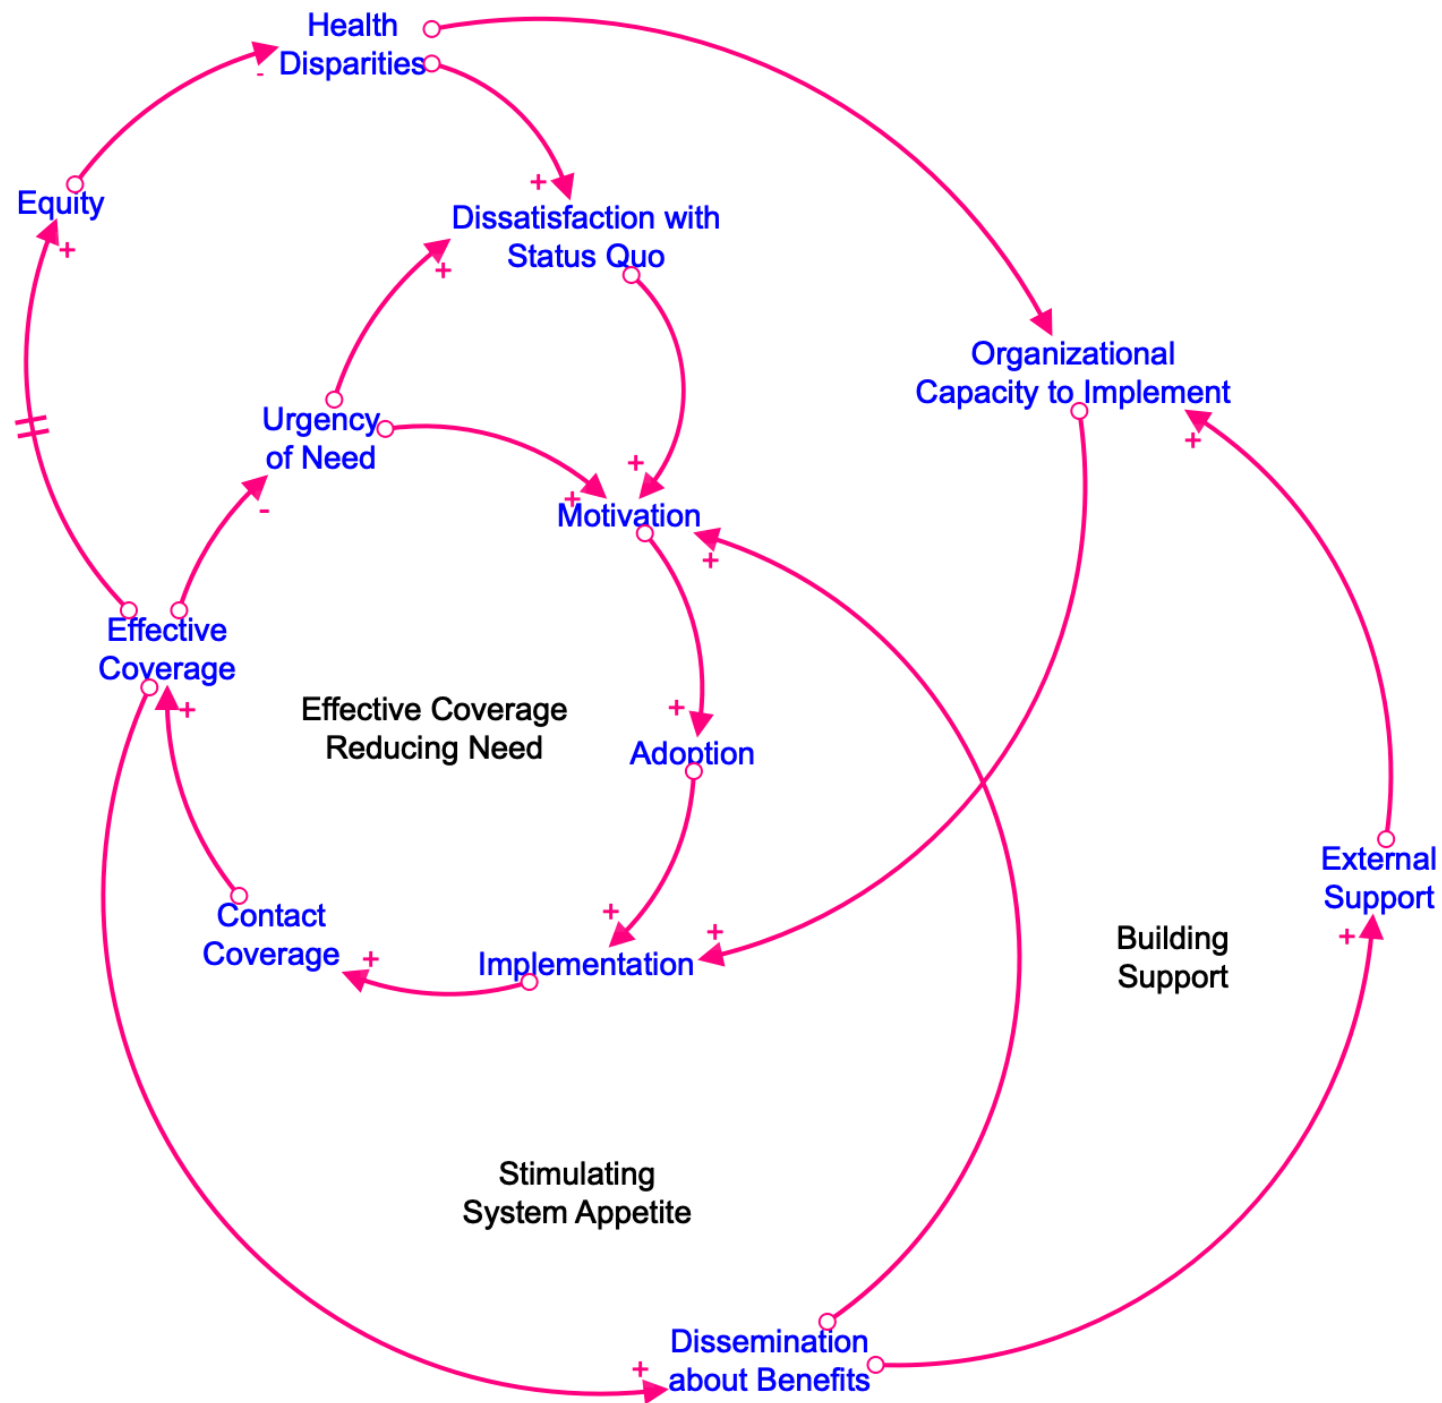 Health
Disparities
-
Equity
+
+
Dissatisfaction with
Status Quo
+
Organizational
Capacity to Implement
+
Urgency
of Need
-
+
+
Motivation
+
Effective
Coverage
+
Effective Coverage
Reducing Need
+
Adoption
External
Support
+
Contact
Coverage
+
+
Implementation
+
Building
Support
Stimulating
System Appetite
Dissemination
about Benefits
+